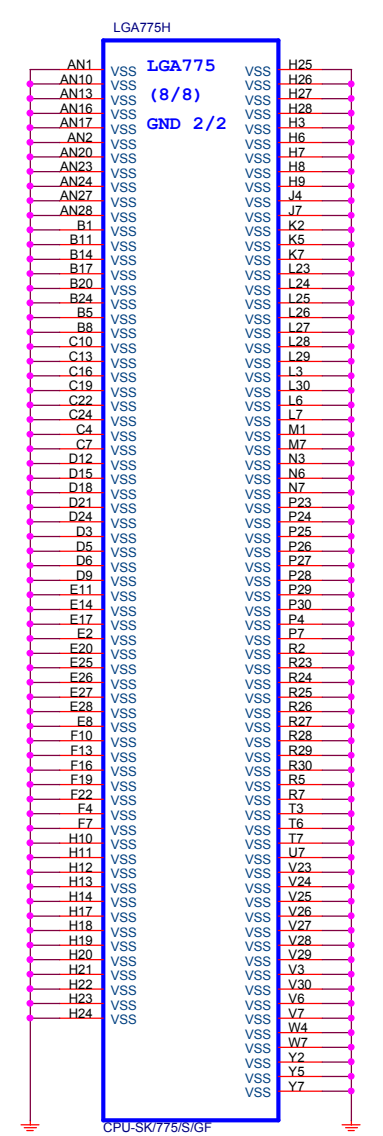 LGA775H
AN1 VSS LGA775 VSS H25
AN10 VSS VSS H26
AN13 VSS (8/8) VSS H27
AN16 VSS VSS H28
AN17 VSS GND 2/2 VSS H3
AN2 VSS VSS H6
AN20 VSS VSS H7
AN23 VSS VSS H8
AN24 VSS VSS H9
AN27 VSS VSS J4
AN28 VSS VSS J7
B1 VSS VSS K2
B11 VSS VSS K5
B14 VSS VSS K7
B17 VSS VSS L23
B20 VSS VSS L24
B24 VSS VSS L25
B5 VSS VSS L26
B8 VSS VSS L27
C10 VSS VSS L28
C13 VSS VSS L29
C16 VSS VSS L3
C19 VSS VSS L30
C22 VSS VSS L6
C24 VSS VSS L7
C4 VSS VSS M1
C7 VSS VSS M7
D12 VSS VSS N3
D15 VSS VSS N6
D18 VSS VSS N7
D21 VSS VSS P23
D24 VSS VSS P24
D3 VSS VSS P25
D5 VSS VSS P26
D6 VSS VSS P27
D9 VSS VSS P28
E11 VSS VSS P29
E14 VSS VSS P30
E17 VSS VSS P4
E2 VSS VSS P7
E20 VSS VSS R2
E25 VSS VSS R23
E26 VSS VSS R24
E27 VSS VSS R25
E28 VSS VSS R26
E8 VSS VSS R27
F10 VSS VSS R28
F13 VSS VSS R29
F16 VSS VSS R30
F19 VSS VSS R5
F22 VSS VSS R7
F4 VSS VSS T3
F7 VSS VSS T6
H10 VSS VSS T7
H11 VSS VSS U7
H12 VSS VSS V23
H13 VSS VSS V24
H14 VSS VSS V25
H17 VSS VSS V26
H18 VSS VSS V27
H19 VSS VSS V28
H20 VSS VSS V29
H21 VSS VSS V3
H22 VSS VSS V30
H23 VSS VSS V6
H24 VSS VSS V7
VSS W4
VSS W7
VSS Y2
VSS Y5
VSS Y7
CPU-SK/775/S/GF